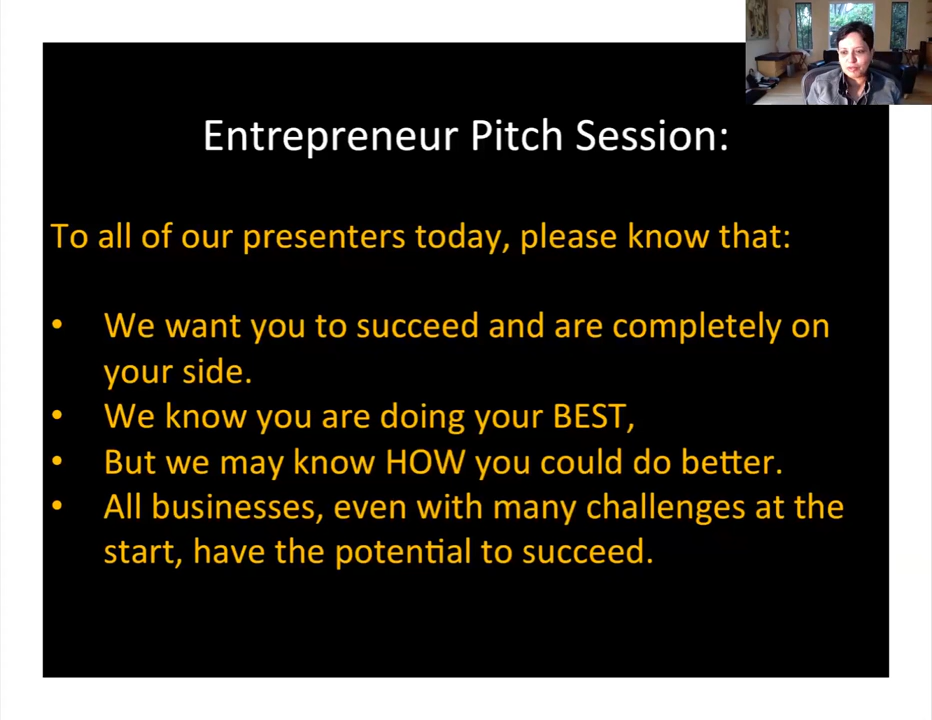 Entrepreneur Pitch Session:
To all of our presenters today, please know that:
• We want you to succeed and are completely on
your side.
• We know you are doing your BEST,
• But we may know HOW you could do better.
• All businesses, even with many challenges at the
start, have the potential to succeed.